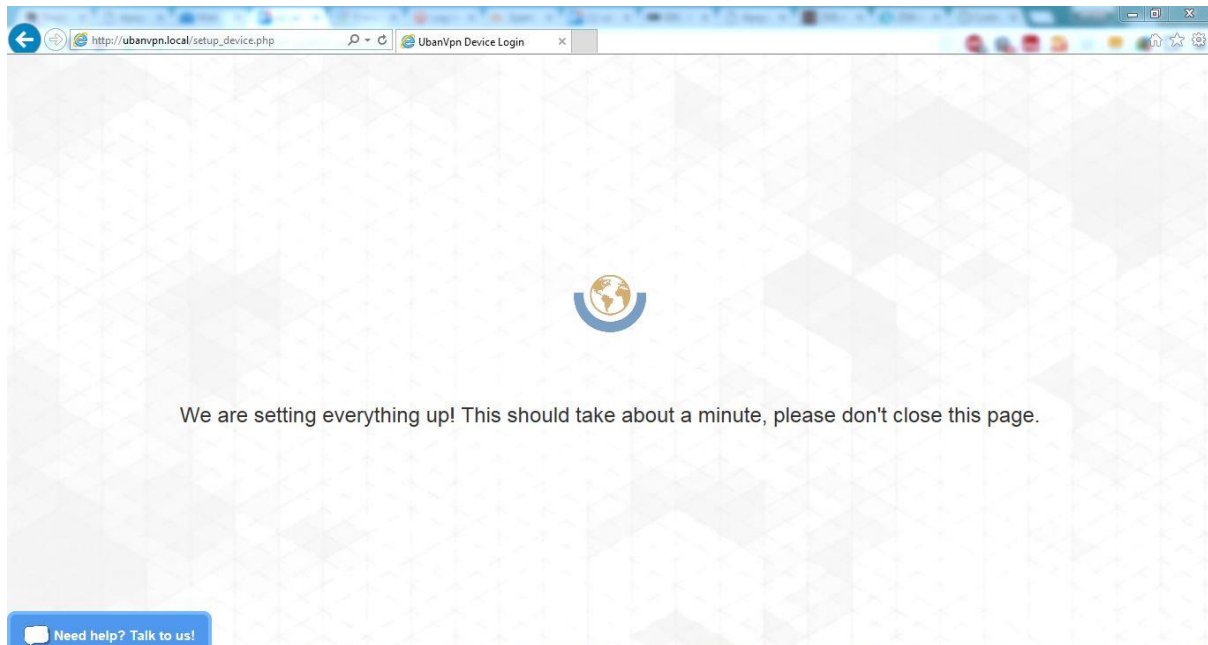 http://ubanvpn.local/setup_device.php
UbanVpn Device Login
We are setting everything up! This should take about a minute, please don't close this page.
Need help? Talk to us!